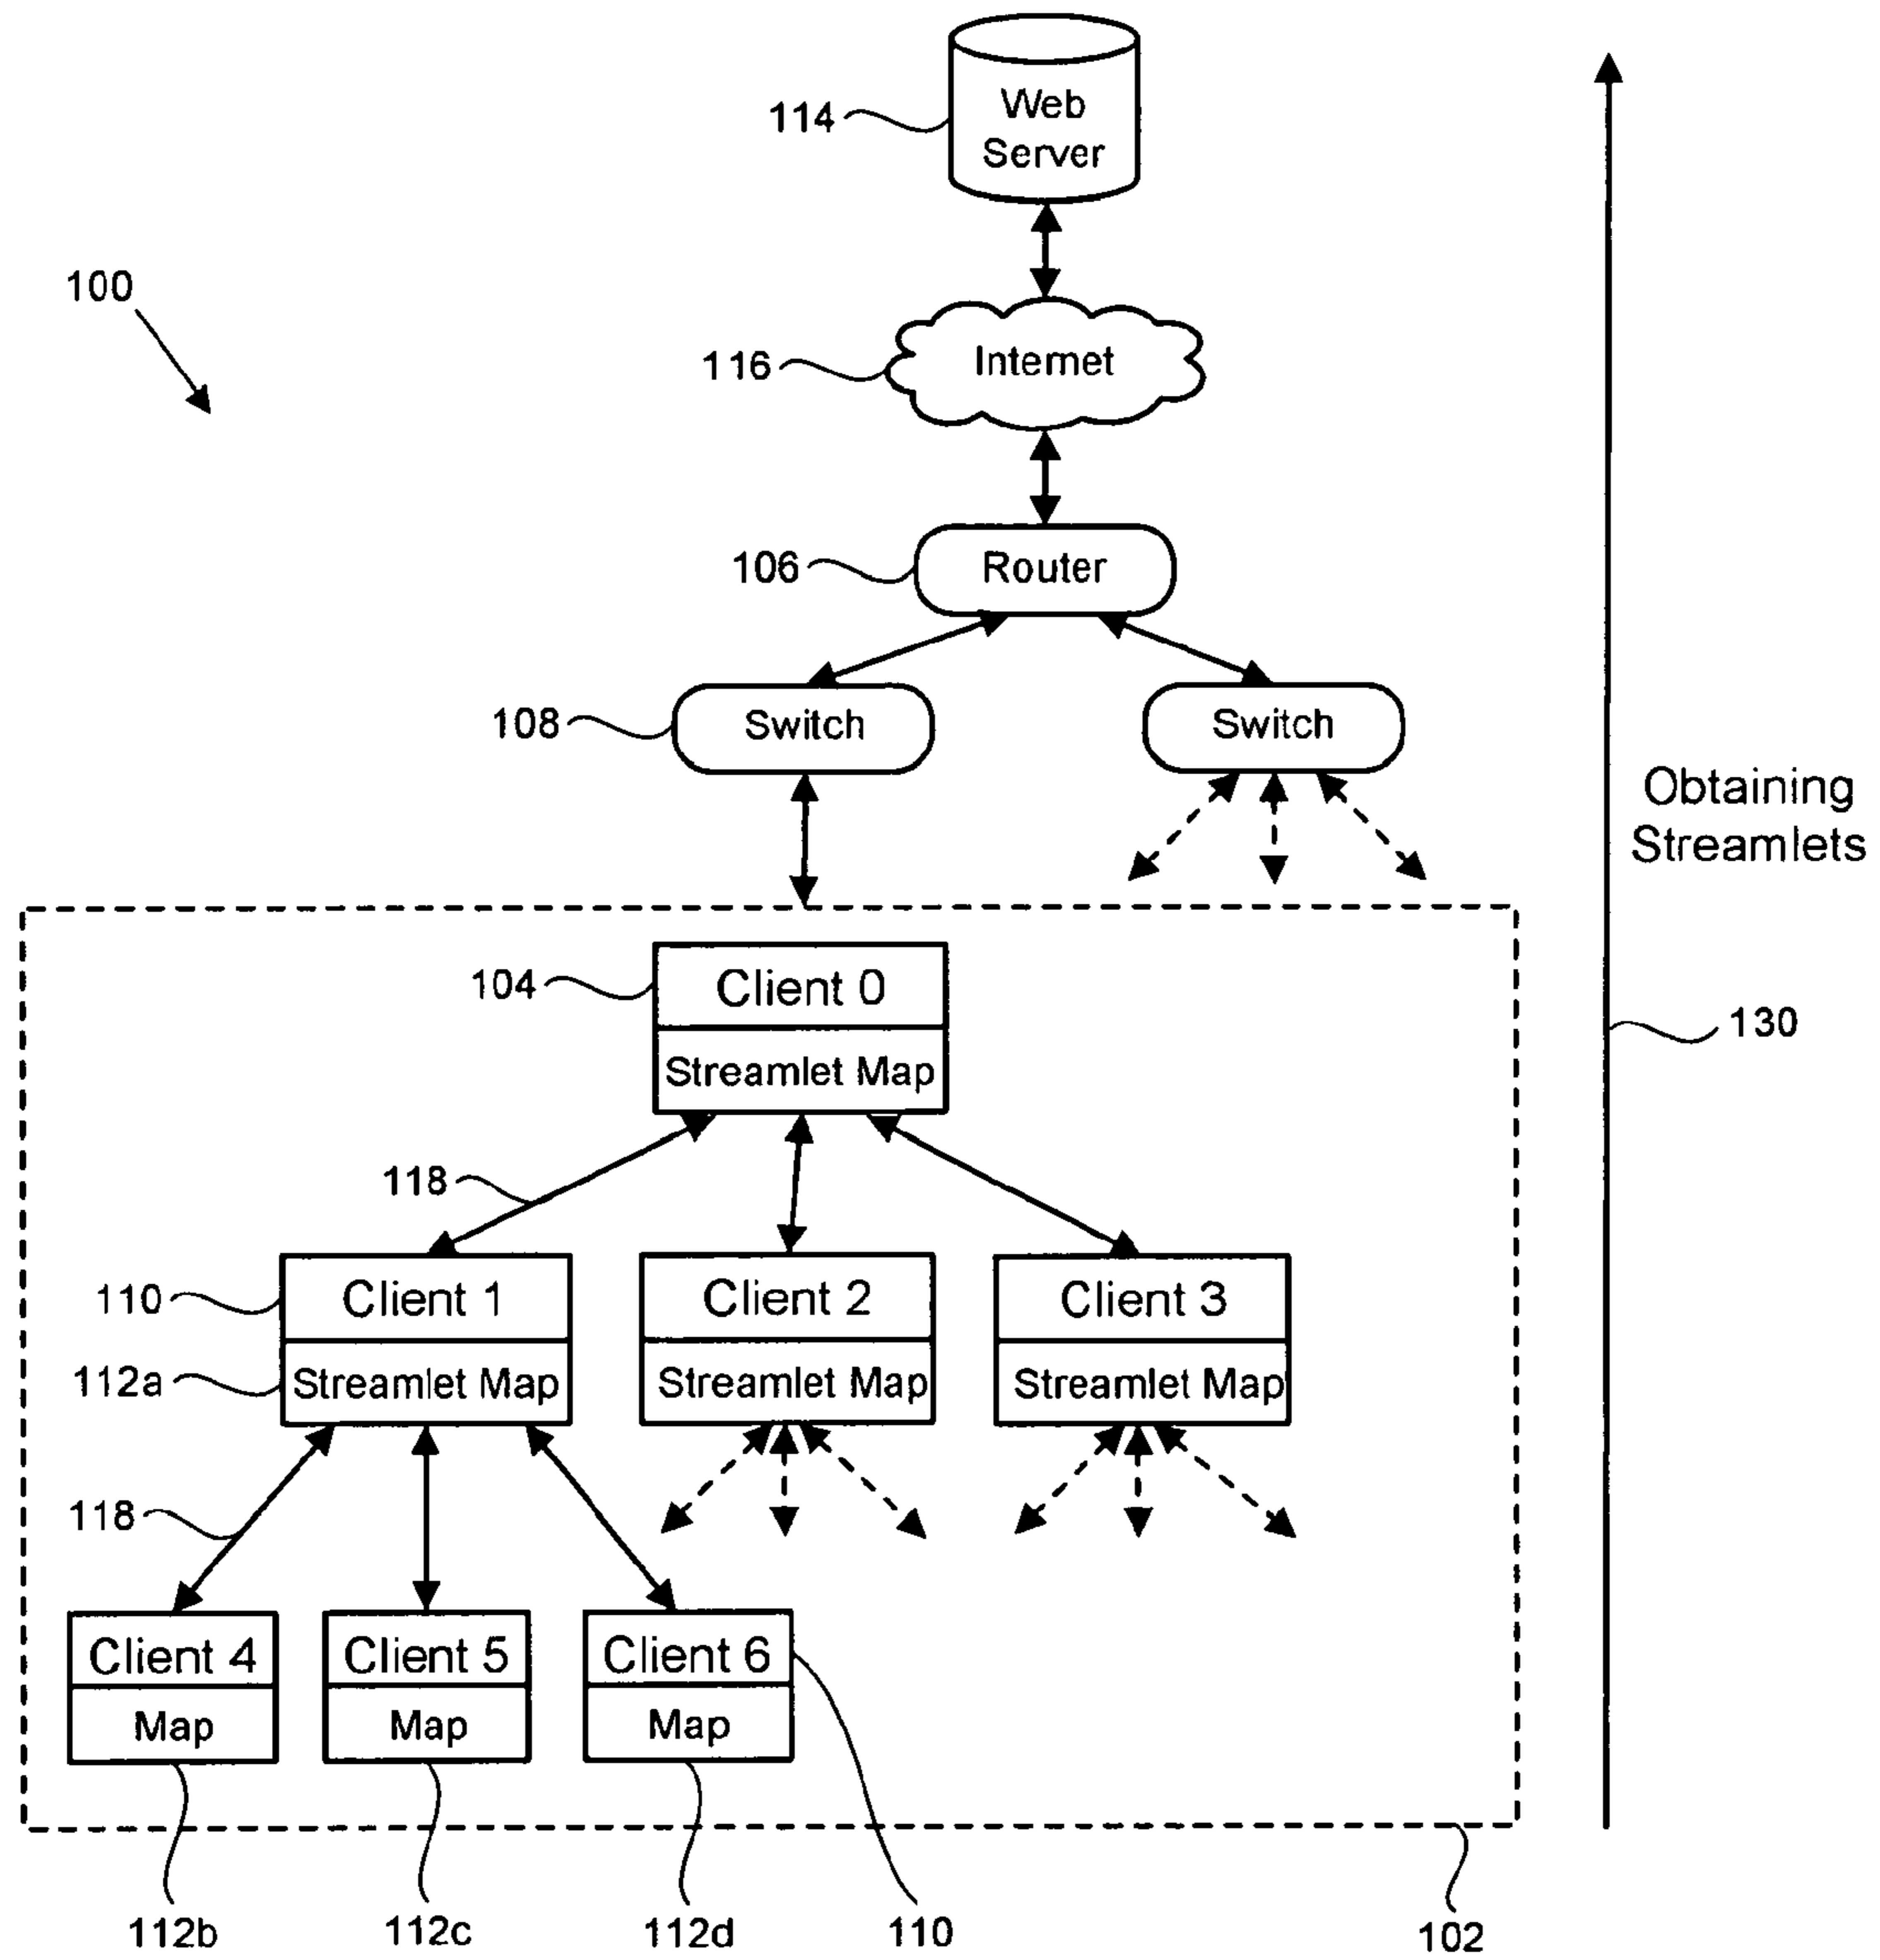 Web
Server
114
100
116
Internet
106
Router
108
Switch
Switch
Obtaining
Streamlets
104
Client 0
Streamlet Map
130
118
110
Client 1
Client 2
Client 3
112a
Streamlet Map
Streamlet Map
Streamlet Map
118
Client 4
Client 5
Client 6
Map
Map
Map
112b
112c
112d
110
102